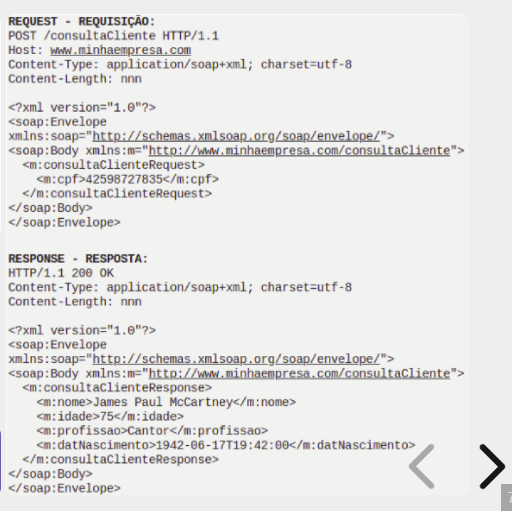 REQUEST - REQUISIÇÃO:
POST /consultaCliente HTTP/1.1
Host: www.minhaempresa.com
Content-Type: application/soap+xml; charset=utf-8
Content-Length: nnn
<?xml version="1.0"?>
<soap:Envelope
xmlns:soap="http://schemas.xmlsoap.org/soap/envelope/">
<soap:Body xmlns:m="http://www.minhaempresa.com/consultaCliente">
<m:consultaClienteRequest>
<m:cpf>42598727835</m:cpf>
</m:consultaClienteRequest>
</soap:Body>
</soap:Envelope>
RESPONSE - RESPOSTA:
HTTP/1.1 200 OK
Content-Type: application/soap+xml; charset=utf-8
Content-Length: nnn
<?xml version="1.0"?>
<soap:Envelope
xmlns:soap="http://schemas.xmlsoap.org/soap/envelope/">
<soap:Body xmlns:m="http://www.minhaempresa.com/consultaCliente">
<m:consultaClienteResponse>
<m:nome>James Paul McCartney</m:nome>
<m:idade>75</m:idade>
<m:profissao>Cantor</m:profissao>
<m:datNascimento>1942-06-17T19:42:00</m:datNascimento>
</m:consultaClienteResponse>
</soap:Body>
</soap:Envelope>